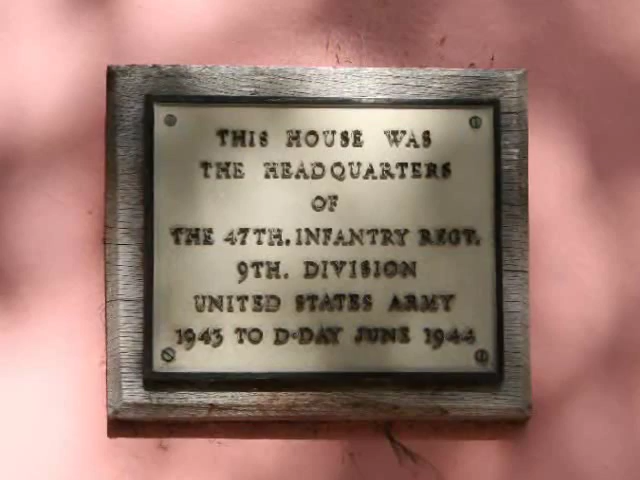 THIS HOUSE WAS
THE HEADQUARTERS
OF
THE 47TH. INFANTRY REGT.
9TH. DIVISION
UNITED STATES ARMY
1943 TO D-DAY JUNE 1944